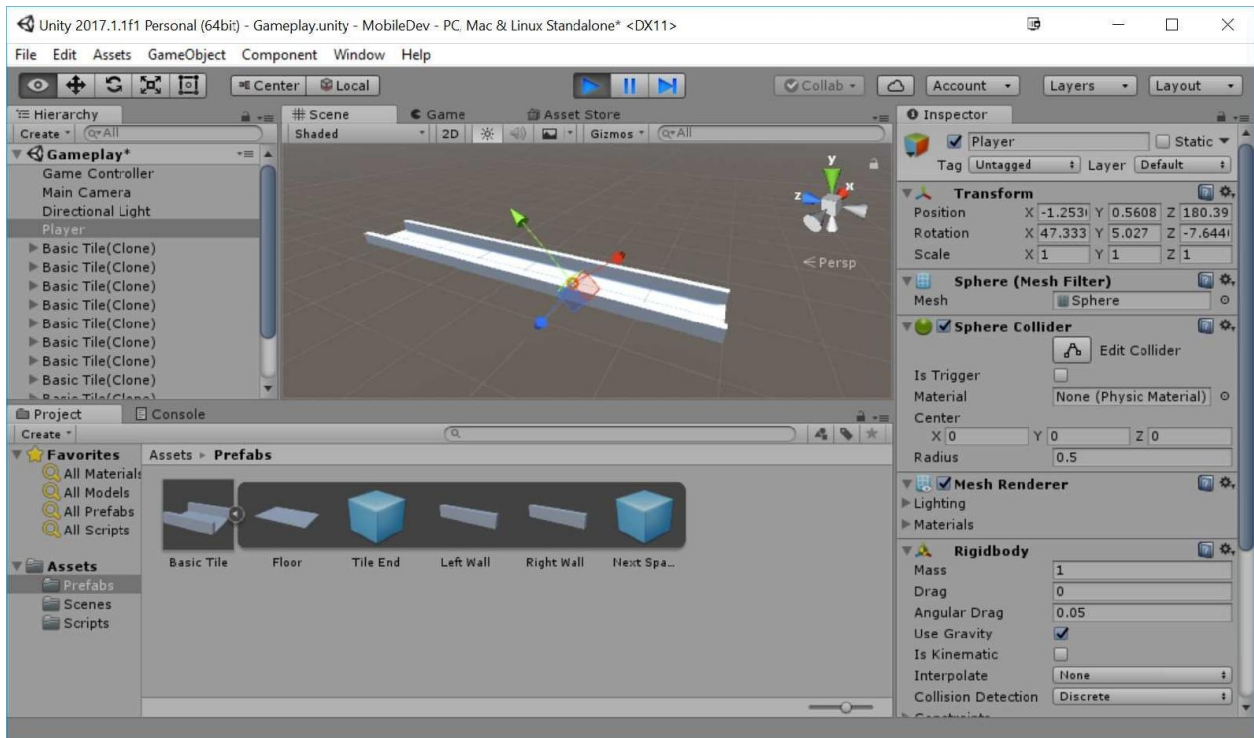 Unity 2017.1.1f1 Personal (64bit) - Gameplay.unity - MobileDev - PC, Mac & Linux Standalone* <DX11>
File Edit Assets GameObject Component Window Help
Center Local Collab Account Layers Layout
Hierarchy
Create All
Gameplay*
Game Controller
Main Camera
Directional Light
Player
Basic Tile(Clone)
Basic Tile(Clone)
Basic Tile(Clone)
Basic Tile(Clone)
Basic Tile(Clone)
Basic Tile(Clone)
Basic Tile(Clone)
Basic Tile(Clone)
Basic Tile(Clone)
Scene Game Asset Store
Shaded 2D Gizmos All
y
z x
Persp
Project Console
Create
Favorites
All Materials
All Models
All Prefabs
All Scripts
Assets
Prefabs
Scenes
Scripts
Assets Prefabs
Basic Tile Floor Tile End Left Wall Right Wall Next Spa...
Inspector
Player Static
Tag Untagged Layer Default
Transform
Position X -1.253 Y 0.5608 Z 180.39
Rotation X 47.333 Y 5.027 Z -7.644
Scale X 1 Y 1 Z 1
Sphere (Mesh Filter)
Mesh Sphere
Sphere Collider
Edit Collider
Is Trigger
Material None (Physic Material)
Center
X 0 Y 0 Z 0
Radius 0.5
Mesh Renderer
Lighting
Materials
Rigidbody
Mass 1
Drag 0
Angular Drag 0.05
Use Gravity
Is Kinematic
Interpolate None
Collision Detection Discrete